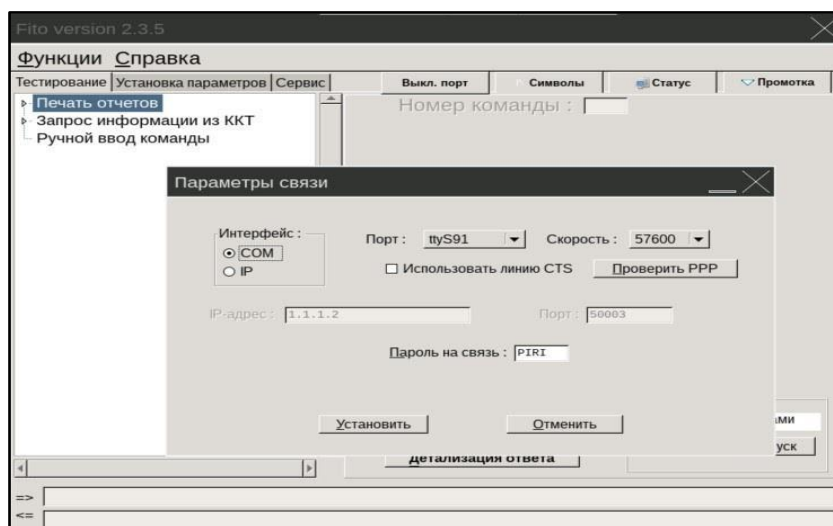 Fito version 2.3.5
Функции Справка
Тестирование Установка параметров Сервис Выкл. порт Символы Статус Промотка
Печать отчетов
Номер команды :
Запрос информации из ККТ
Ручной ввод команды
Параметры связи
Интерфейс :
COM
IP
Порт : ttyS91 Скорость : 57600
Использовать линию CTS Проверить PPP
IP-адрес : 1.1.1.2 Порт : 50003
Пароль на связь : PIRI
Установить Отменить
Детализация ответа
=>
<=